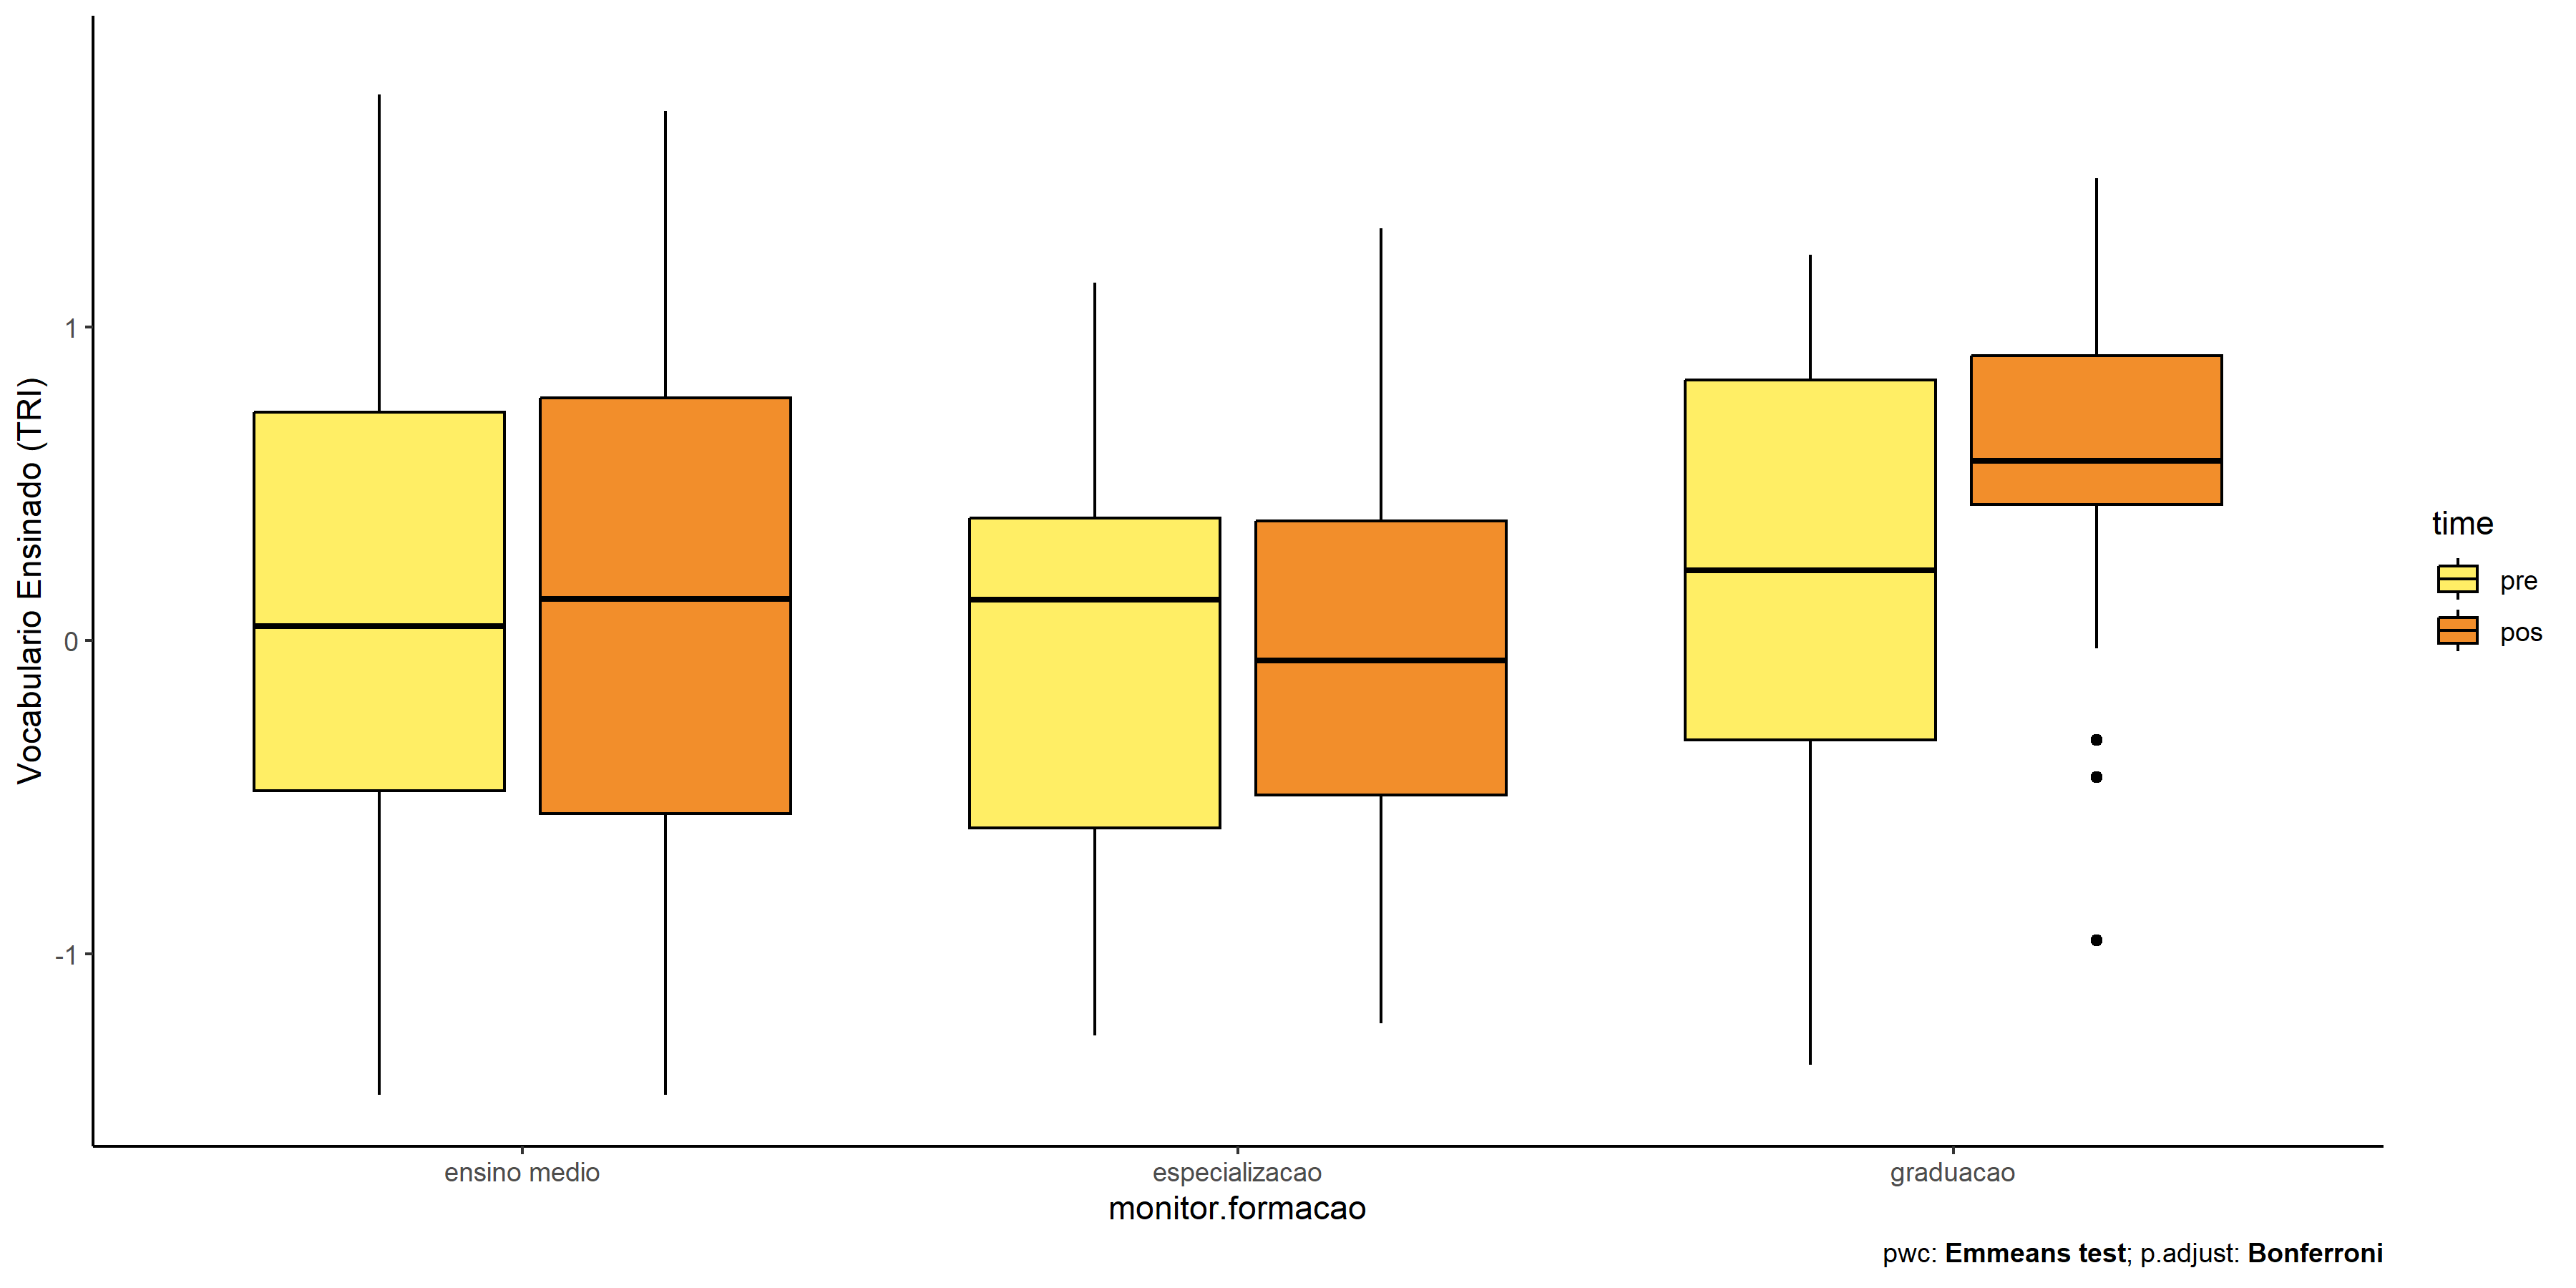 Vocabulario Ensinado (TRI)
1
0
-1
ensino medio
especializacao
graduacao
monitor.formacao
time
pre
pos
pwc: Emmeans test; p.adjust: Bonferroni